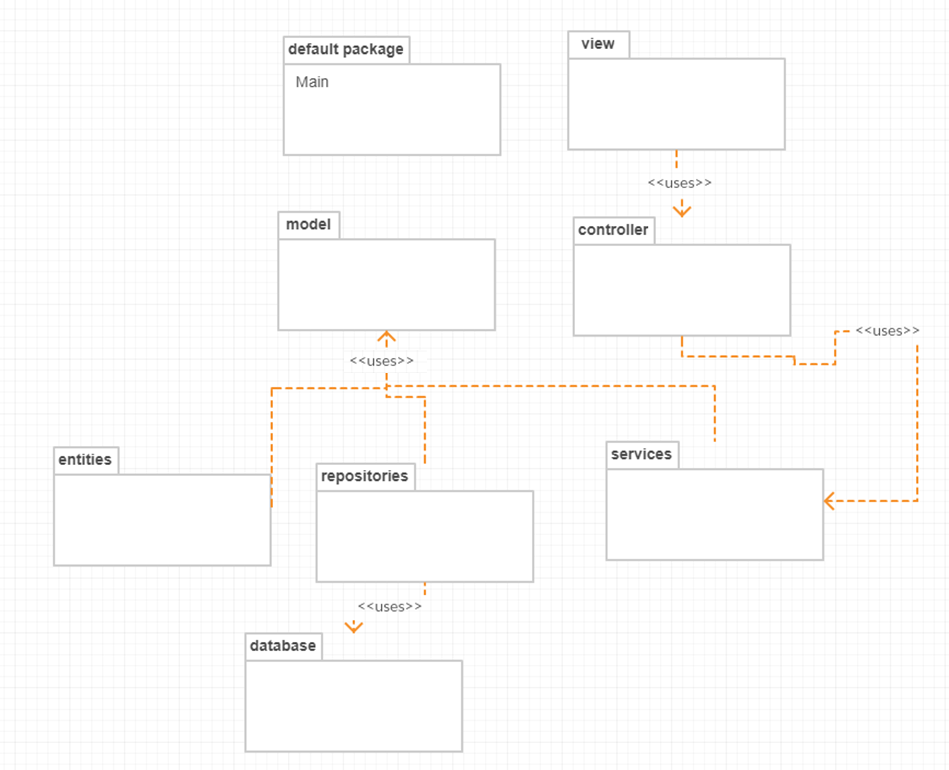 default package
Main
view
<<uses>>
model
controller
<<uses>>
<<uses>>
entities
repositories
services
<<uses>>
database